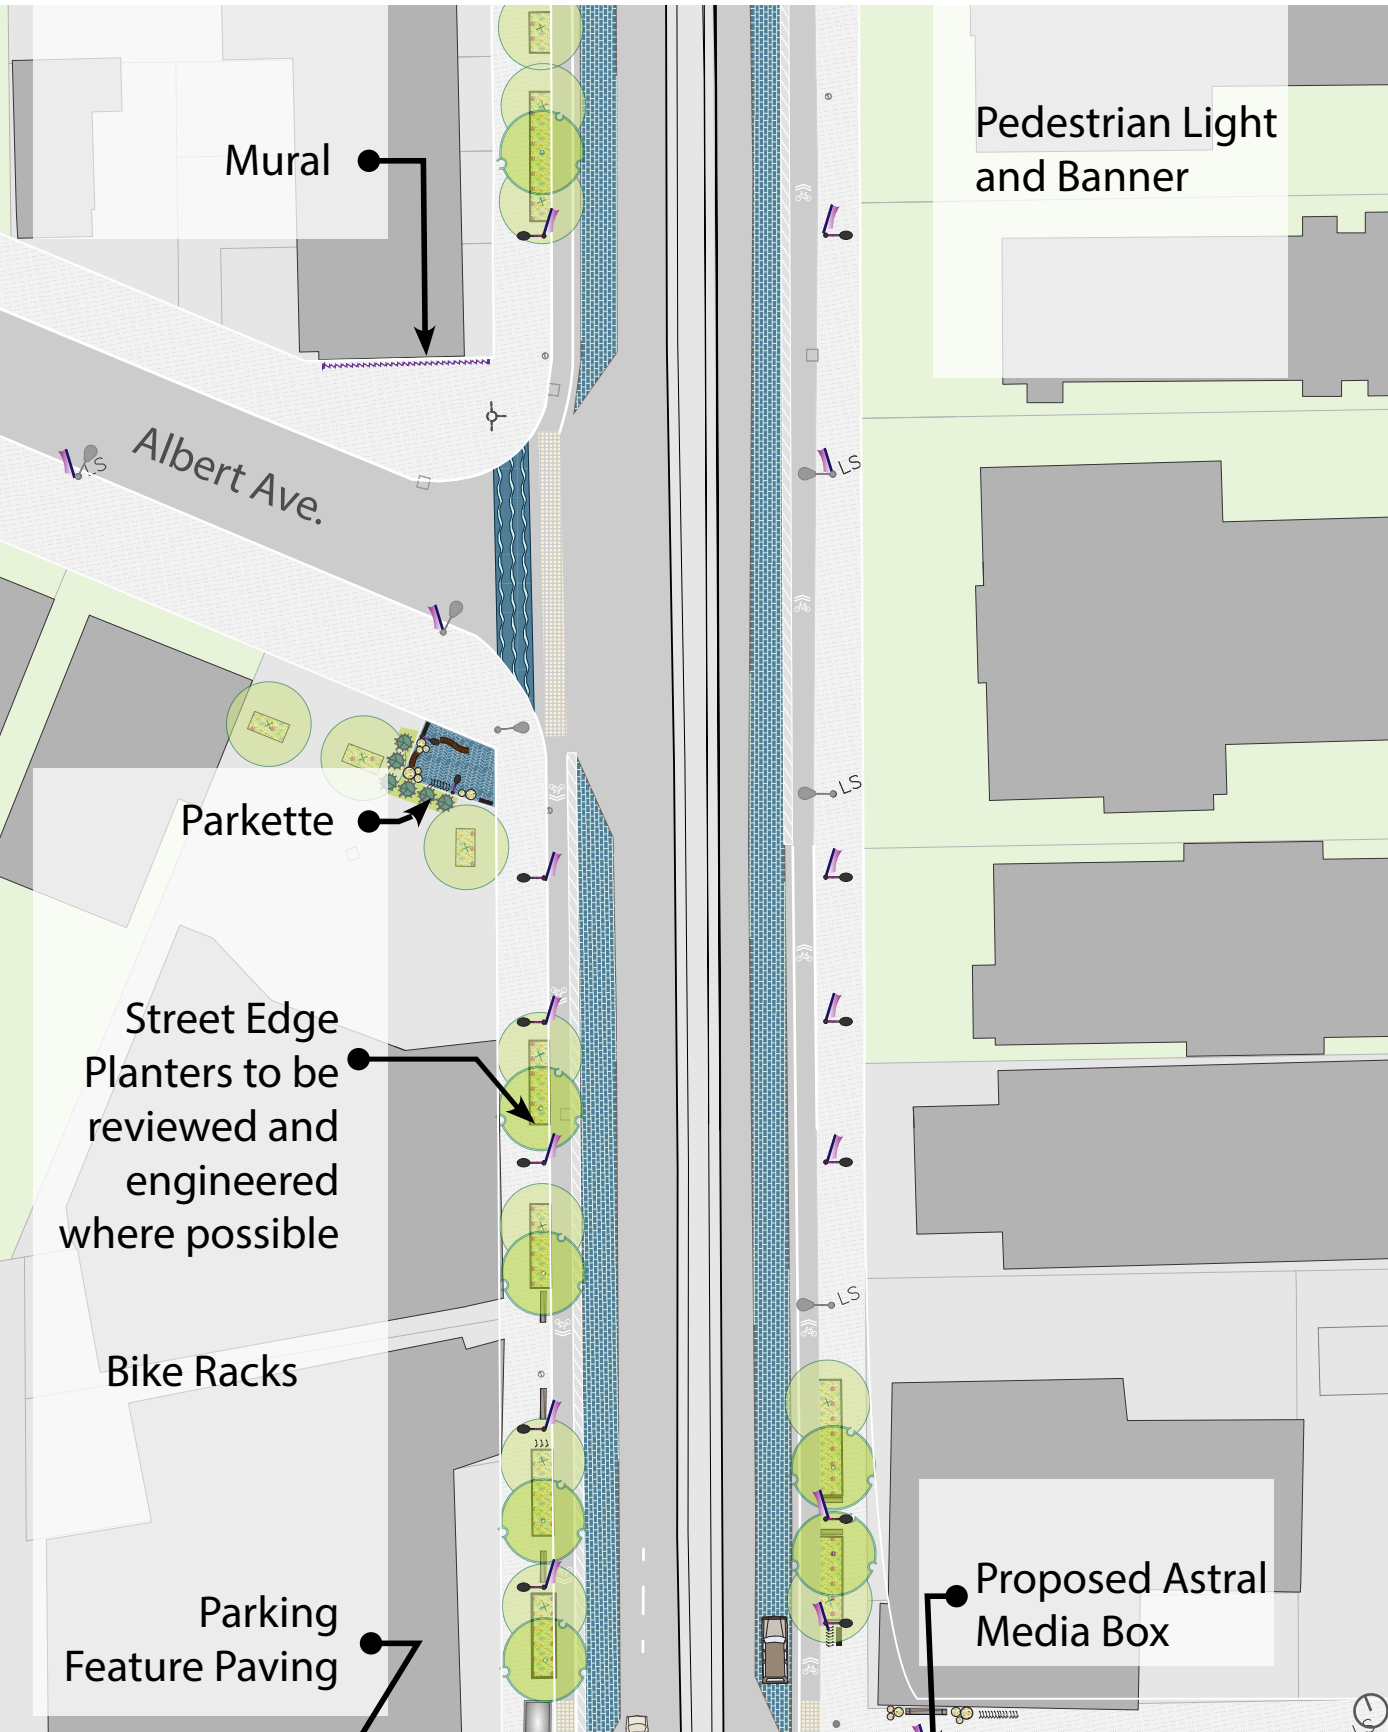 Mural
Pedestrian Light
and Banner
Albert Ave.
LS
LS
LS
Parkette
Street Edge
Planters to be
reviewed and
engineered
where possible
LS
Bike Racks
Parking
Feature Paving
Proposed Astral
Media Box
LS